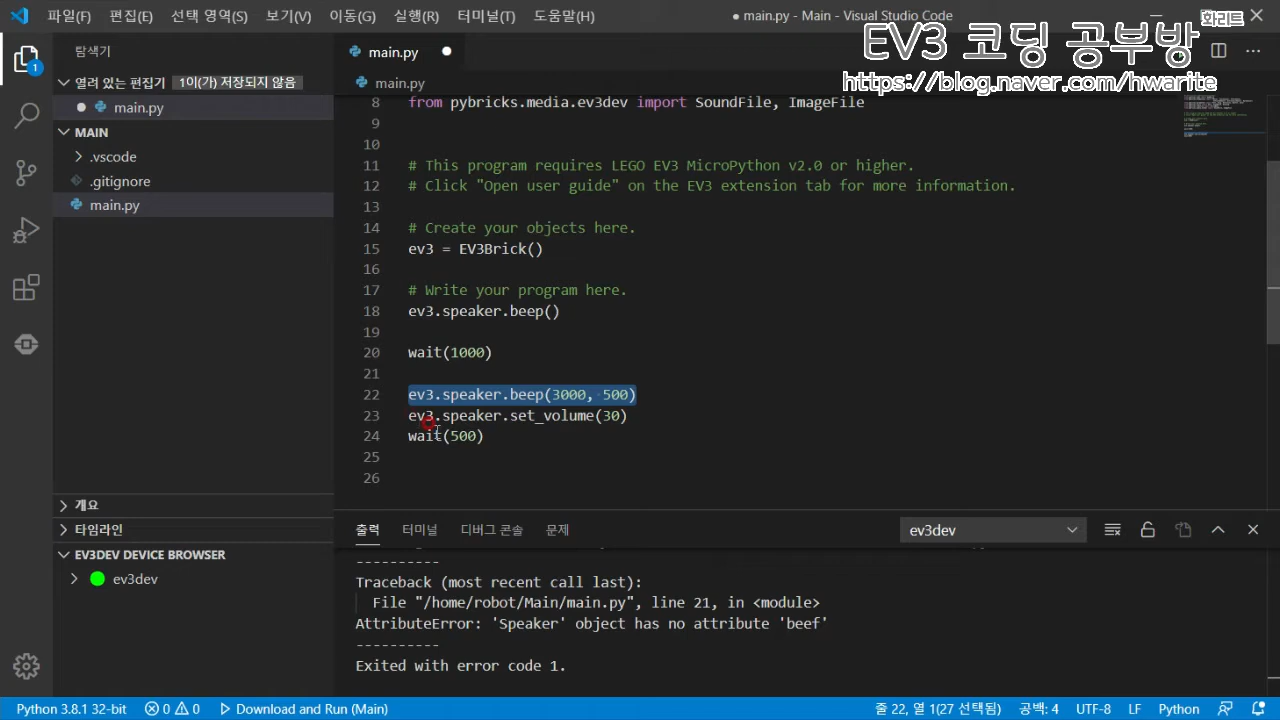 파일(F) 편집(E) 선택 영역(S) 보기(V) 이동(G) 실행(R) 터미널(T) 도움말(H) ● main.py - Main - Visual Studio Code
화리트
EV3 코딩 공부방
https://blog.naver.com/hwarite
탐색기
열려 있는 편집기 1이(가) 저장되지 않음
main.py
MAIN
.vscode
.gitignore
main.py
개요
타임라인
EV3DEV DEVICE BROWSER
ev3dev
1
main.py
main.py
8 from pybricks.media.ev3dev import SoundFile, ImageFile
9
10
11 # This program requires LEGO EV3 MicroPython v2.0 or higher.
12 # Click "Open user guide" on the EV3 extension tab for more information.
13
14 # Create your objects here.
15 ev3 = EV3Brick()
16
17 # Write your program here.
18 ev3.speaker.beep()
19
20 wait(1000)
21
22 ev3.speaker.beep(3000, 500)
23 ev3.speaker.set_volume(30)
24 wait(500)
25
26
출력 터미널 디버그 콘솔 문제 ev3dev
----------
Traceback (most recent call last):
File "/home/robot/Main/main.py", line 21, in <module>
AttributeError: 'Speaker' object has no attribute 'beef'
----------
Exited with error code 1.
Python 3.8.1 32-bit 0 0 Download and Run (Main) 줄 22, 열 1(27 선택됨) 공백: 4 UTF-8 LF Python